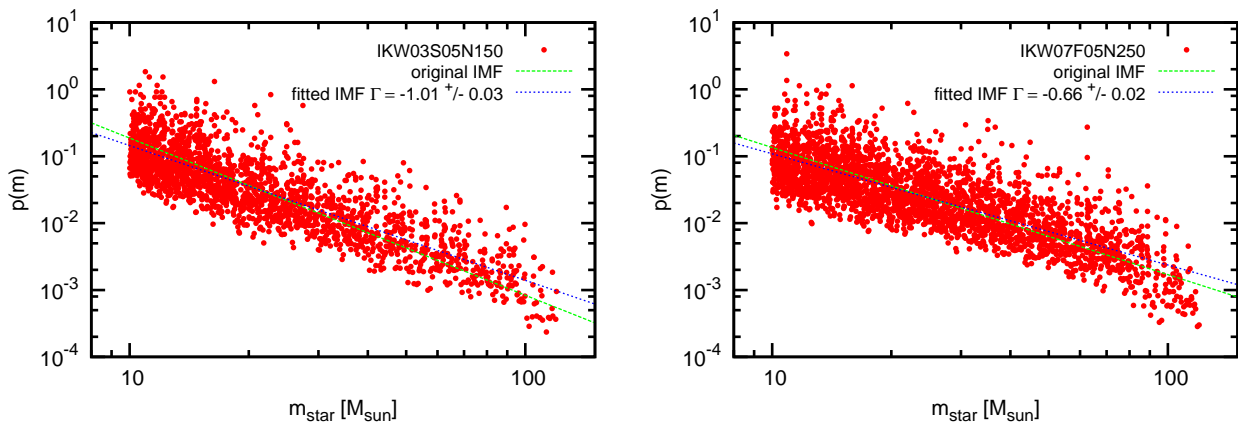 10^1
10^0
10^-1
10^-2
10^-3
10^-4
p(m)
10
100
m_star [M_sun]
IKW03S05N150
original IMF
fitted IMF Γ = -1.01 +/- 0.03
10^1
10^0
10^-1
10^-2
10^-3
10^-4
p(m)
10
100
m_star [M_sun]
IKW07F05N250
original IMF
fitted IMF Γ = -0.66 +/- 0.02